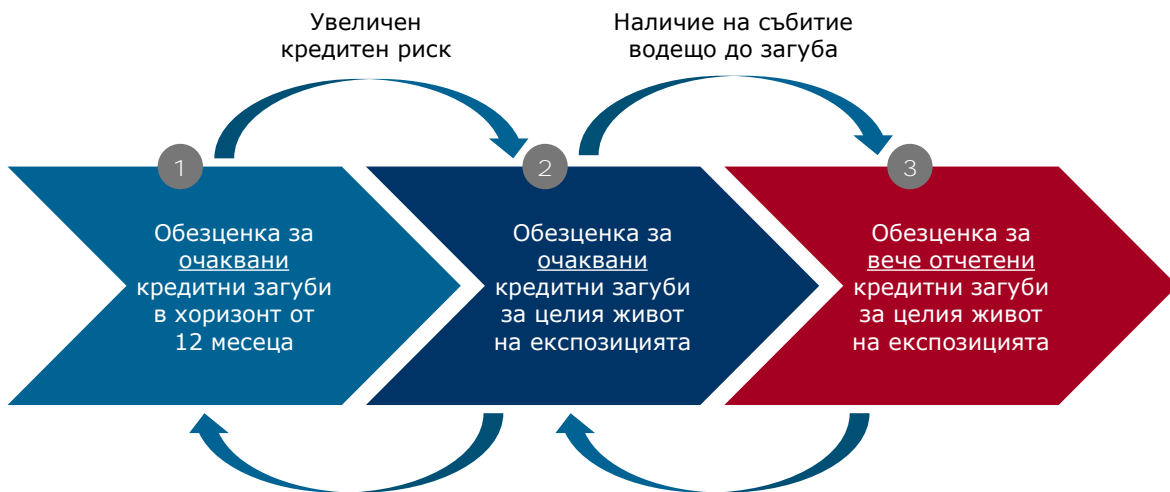 Увеличен
кредитен риск
Наличие на събитие
водещо до загуба
1
2
3
Обезценка за
очаквани
кредитни загуби
в хоризонт от
12 месеца
Обезценка за
очаквани
кредитни загуби
за целия живот
на експозицията
Обезценка за
вече отчетени
кредитни загуби
за целия живот
на експозицията